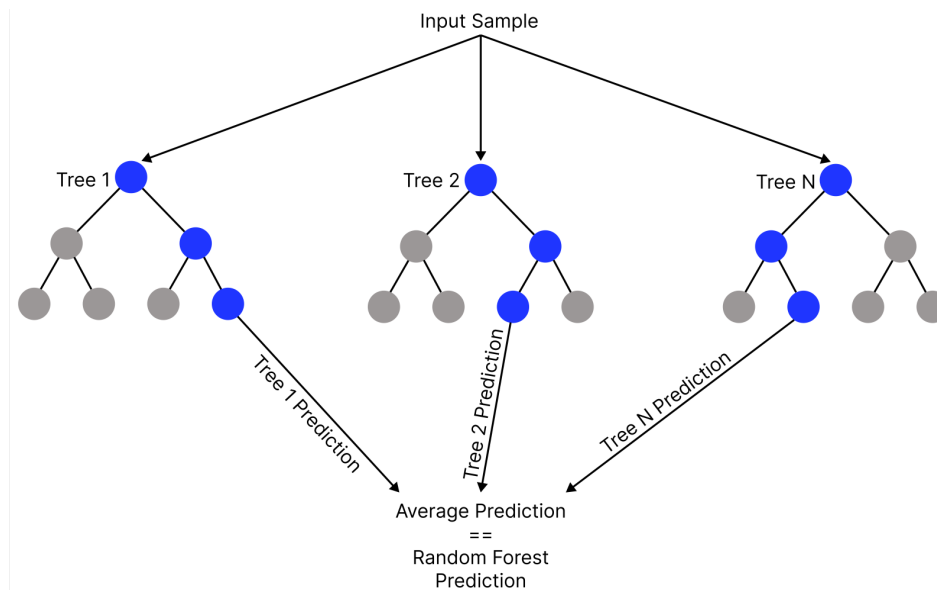 Input Sample
Tree 1
Tree 2
Tree N
Tree 1 Prediction
Tree 2 Prediction
Tree N Prediction
Average Prediction
==
Random Forest
Prediction